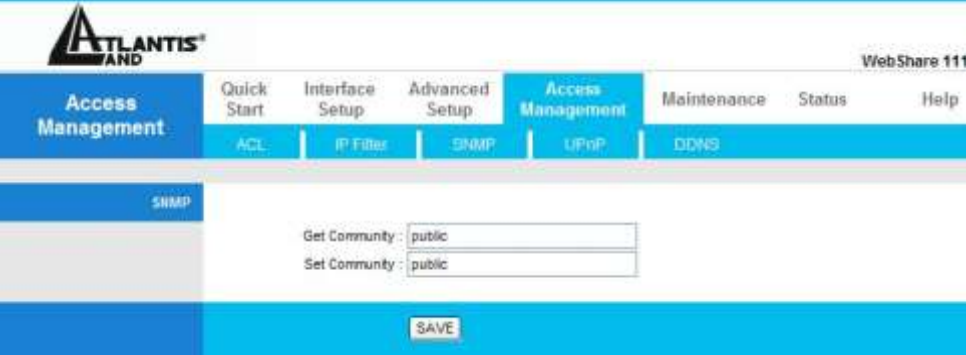 ATLANTIS®
LAND
WebShare 111
Access
Management
Quick
Start
Interface
Setup
Advanced
Setup
Access
Management
Maintenance
Status
Help
ACL
IP Filter
SNMP
UPnP
DDNS
SNMP
Get Community : public
Set Community : public
SAVE